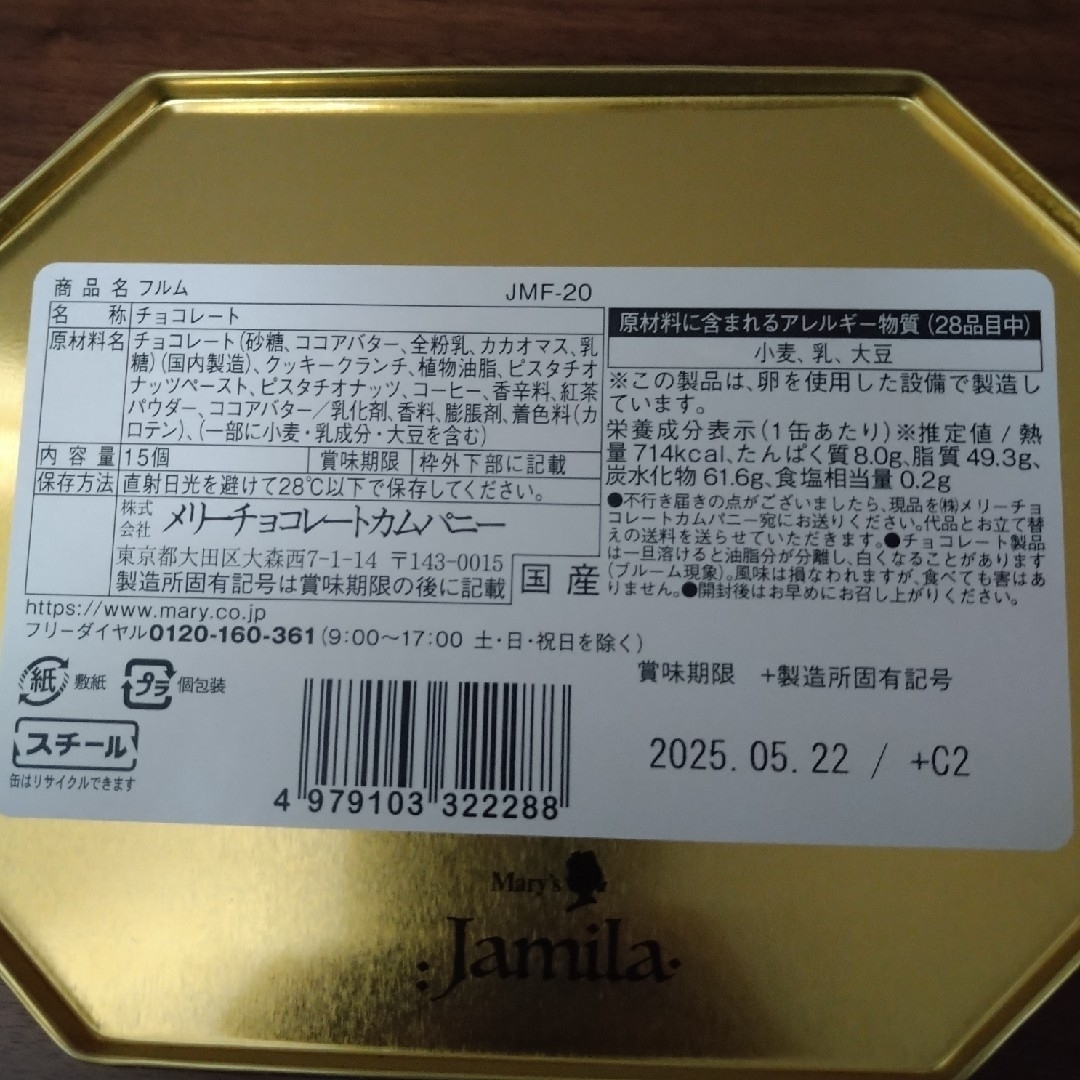 商品名 フルム JMF-20
名称 チョコレート
原材料名 チョコレート(砂糖、ココアバター、全粉乳、カカオマス、乳
糖)(国内製造)、クッキークランチ、植物油脂、ピスタチオ
ナッツペースト、ピスタチオナッツ、コーヒー、香辛料、紅茶
パウダー、ココアバター/乳化剤、香料、膨脹剤、着色料(カ
ロテン)、(一部に小麦・乳成分・大豆を含む)
内容量 15個 賞味期限 枠外下部に記載
保存方法 直射日光を避けて28℃以下で保存してください。
株式会社 メリーチョコレートカムパニー
東京都大田区大森西7-1-14 〒143-0015
製造所固有記号は賞味期限の後に記載
国産
https://www.mary.co.jp
フリーダイヤル0120-160-361(9:00〜17:00 土・日・祝日を除く)
原材料に含まれるアレルギー物質(28品目中)
小麦、乳、大豆
※この製品は、卵を使用した設備で製造し
ています。
栄養成分表示(1缶あたり)※推定値/熱
量714kcal、たんぱく質8.0g、脂質49.3g、
炭水化物61.6g、食塩相当量0.2g
●不行き届きの点がございましたら、現品を㈱メリーチョ
コレートカムパニー宛にお送りください。代品とお立て替
えの送料を送らせていただきます。●チョコレート製品
は一旦溶けると油脂分が分離し、白くなることがあります
(ブルーム現象)。風味は損なわれますが、食べても害はあ
りません。●開封後はお早めにお召し上がりください。
紙 敷紙 プラ 個包装
スチール
缶はリサイクルできます
4 979103 322288
賞味期限 +製造所固有記号
2025.05.22 / +C2
Mary's
Jamila